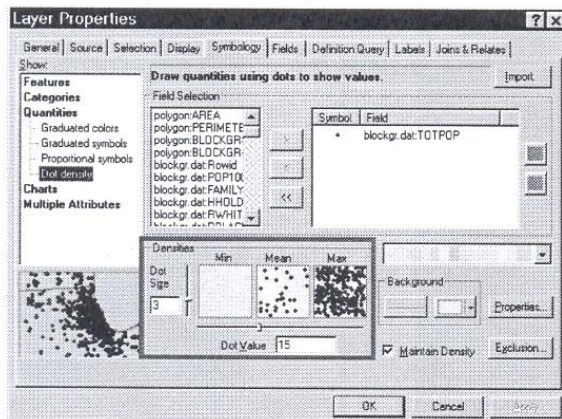 Layer Properties
General Source Selection Display Symbology Fields Definition Query Labels Joins & Relates
Show:
Features
Categories
Quantities
Graduated colors
Graduated symbols
Proportional symbols
Dot density
Charts
Multiple Attributes
Draw quantities using dots to show values.
Import
Field Selection
polygon:AREA
polygon:PERIMETE
polygon:BLOCKGR
polygon:BLOCKGR-
blockgr.dat:Rowid
blockgr.dat:POP100
blockgr.dat:FAMILY
blockgr.dat:HHOLD
blockgr.dat:RWHIT
>
<
<<
Symbol Field
blockgr.dat:TOTPOP
Densities
Dot Size
3
Min Mean Max
Dot Value 15
Background
Properties...
Maintain Density
Exclusion...
OK Cancel Apply